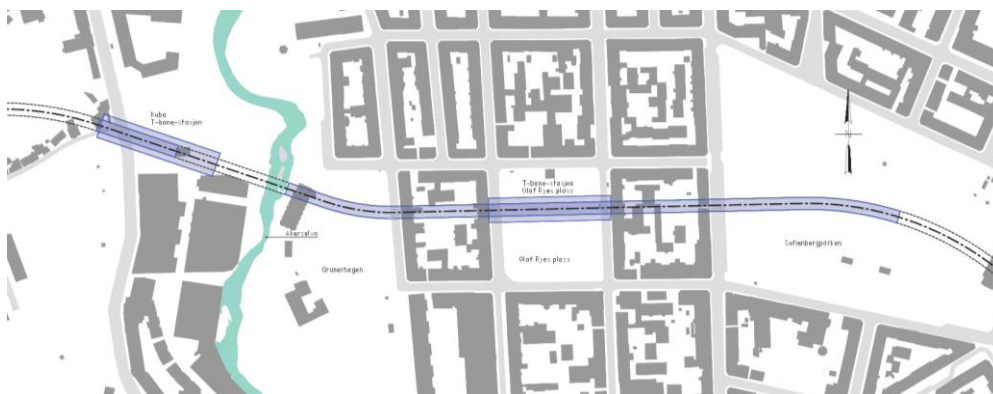 Kuba
T-bane-stasjon
T-bane-stasjon
Olaf Ryes plass
Akerselva
Sofienbergparken
Olaf Ryes plass
Grünerhagen